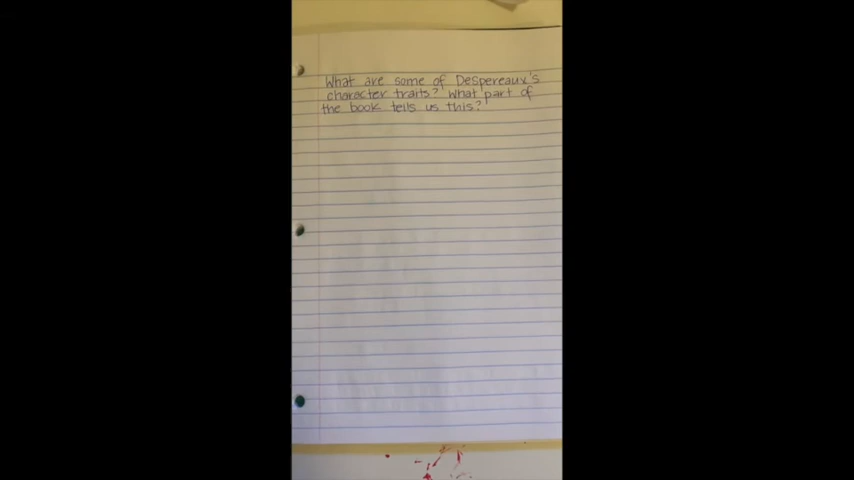 What are some of Despereaux's
character traits? What part of
the book tells us this?